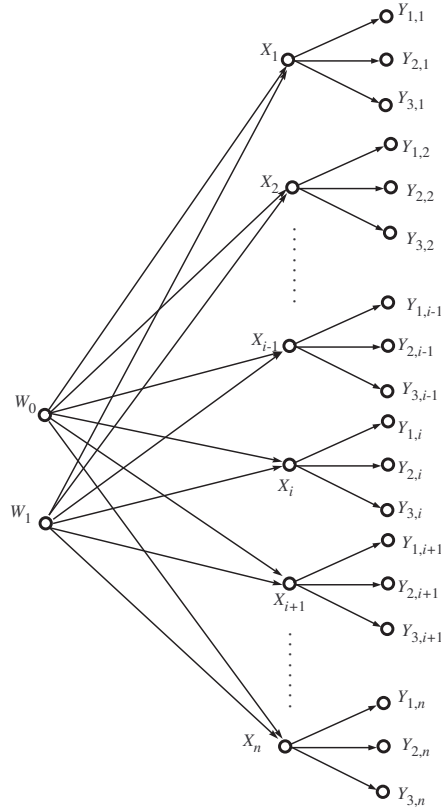 Y1,1
X1
Y2,1
Y3,1
Y1,2
X2
Y2,2
Y3,2
Y1,i-1
Xi-1
Y2,i-1
Y3,i-1
W0
Y1,i
Y2,i
Xi
Y3,i
W1
Y1,i+1
Y2,i+1
Xi+1
Y3,i+1
Y1,n
Xn
Y2,n
Y3,n